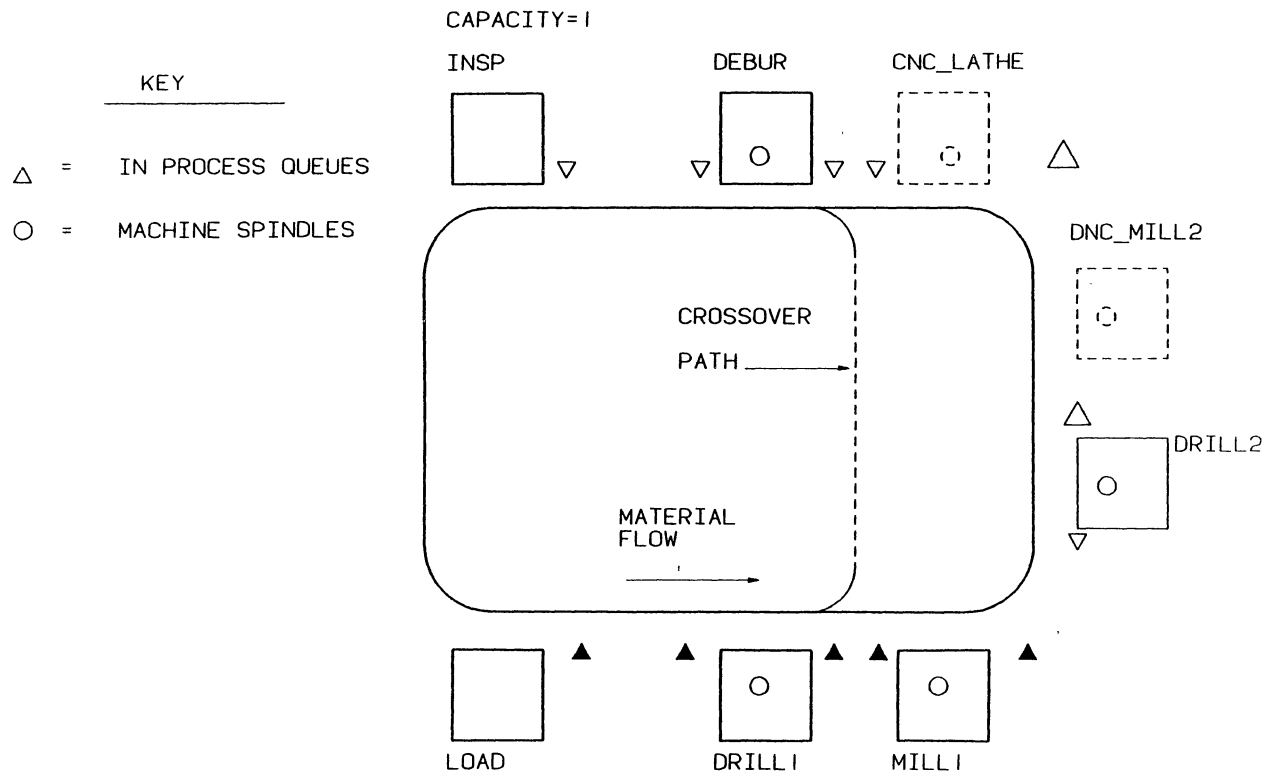 CAPACITY=1
INSP
DEBUR
CNC_LATHE
KEY
△ = IN PROCESS QUEUES
○ = MACHINE SPINDLES
DNC_MILL2
CROSSOVER
PATH
DRILL2
MATERIAL
FLOW
LOAD
DRILL1
MILL1